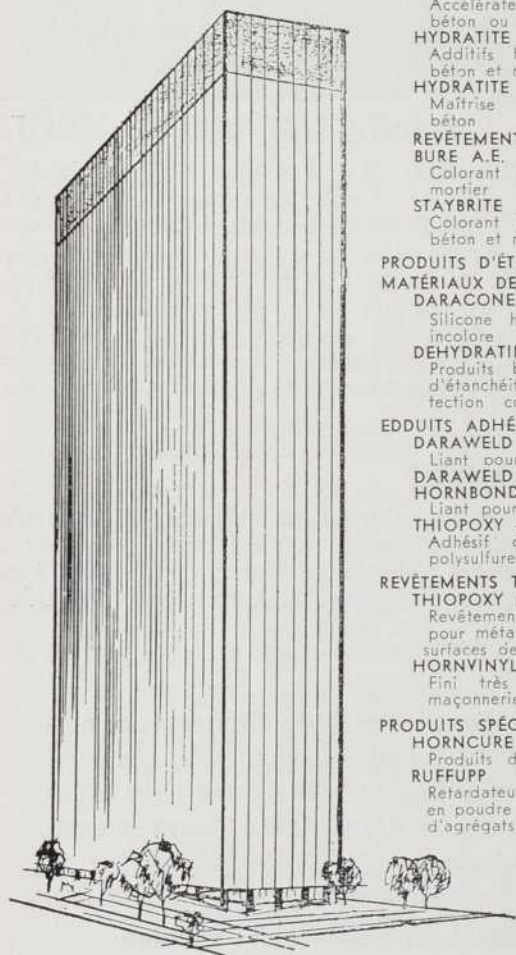 béton ou
HYDRATITE
Additifs
béton et
HYDRATITE
Maîtrise
béton
REVÊTEMENT
BURE A.E.
Colorant
mortier
STAYBRITE
Colorant
béton et
PRODUITS D'ÉT
MATÉRIAUX DE
DARACONE
Silicone
incolore
DEHYDRATIN
Produits
d'étanchéit
tection
EDDUITS ADHÉ
DARAWELD
Liant pour
DARAWELD
HORNBOND
Liant pour
THIOPOXY
Adhésif
polysulfure
REVÊTEMENTS
THIOPOXY
Revêtemen
pour méta
surfaces de
HORNVINYL
Fini très
maçonnerie
PRODUITS SPÉC
HORNCURE
Produits d
RUFFUPP
Retardateu
en poudre
d'agrégats